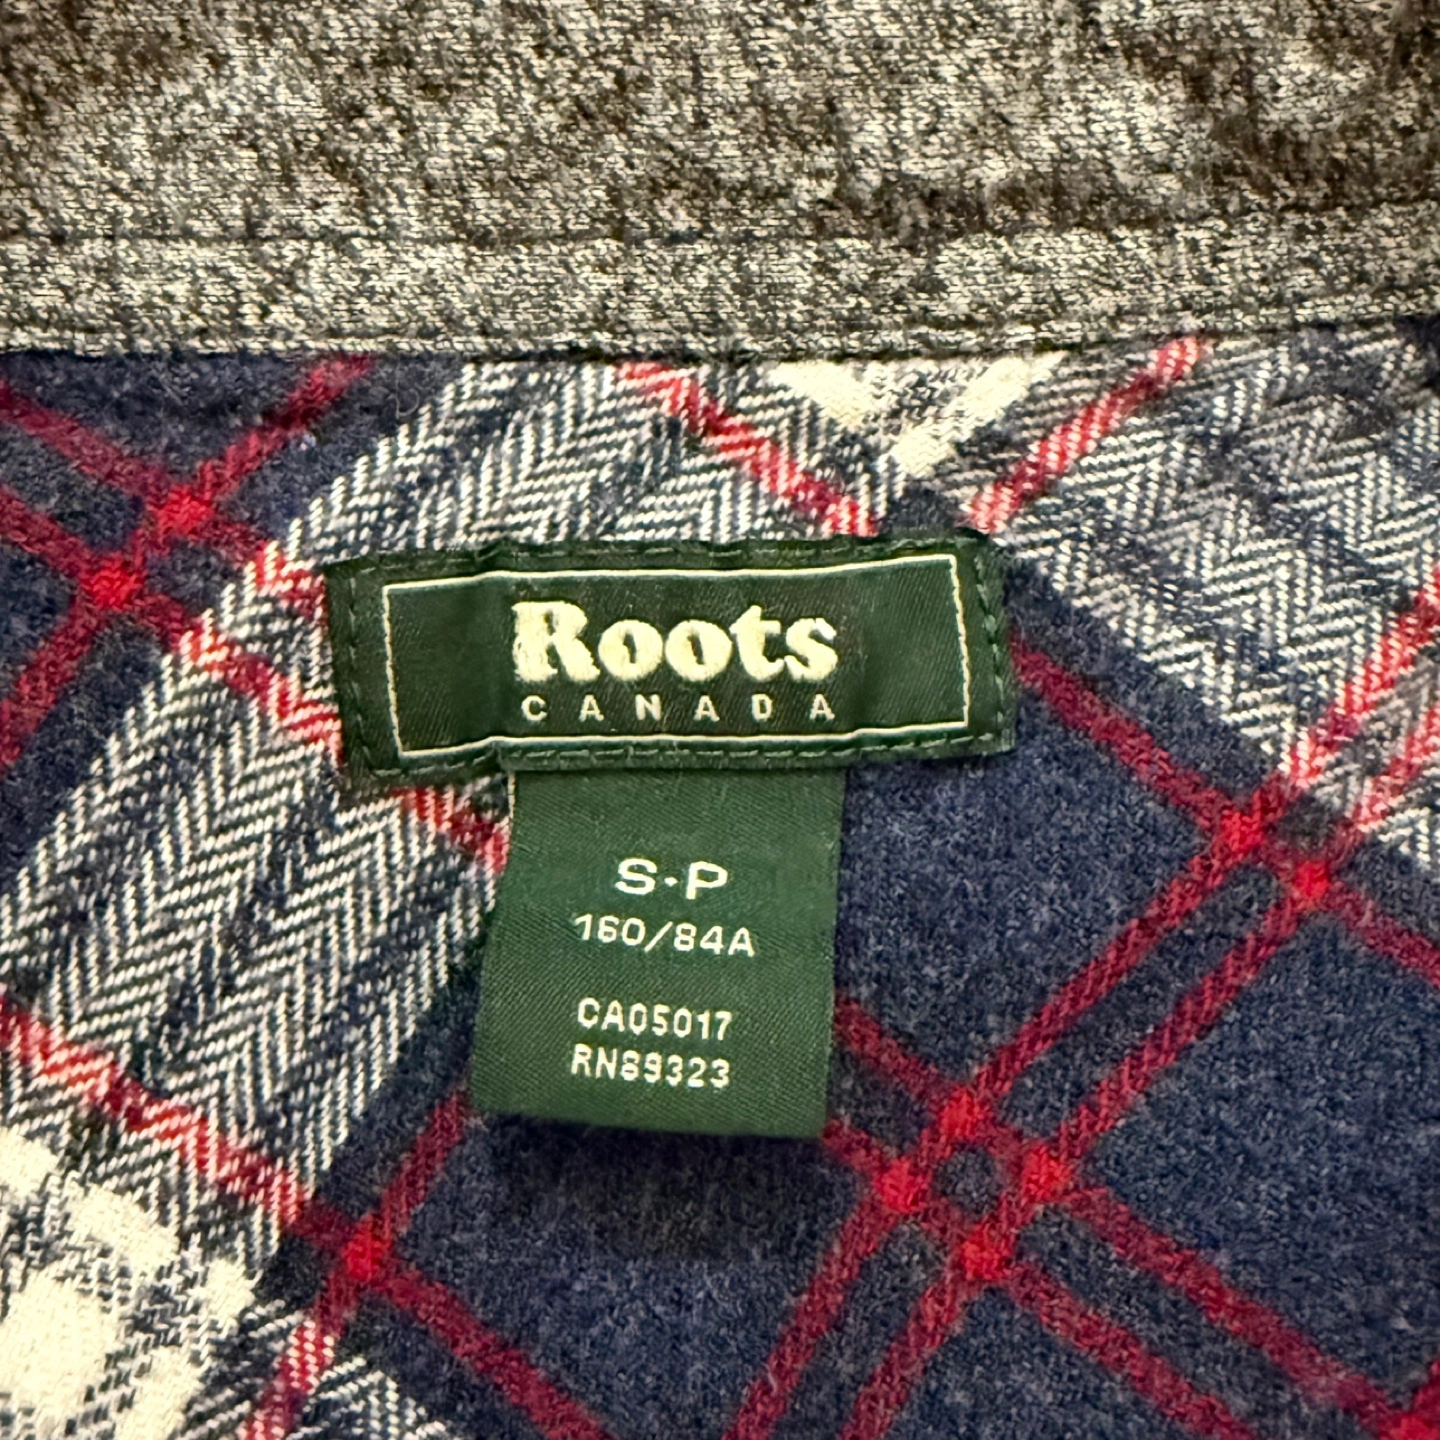 Roots
CANADA
S·P
160/84A
CA05017
RN89323